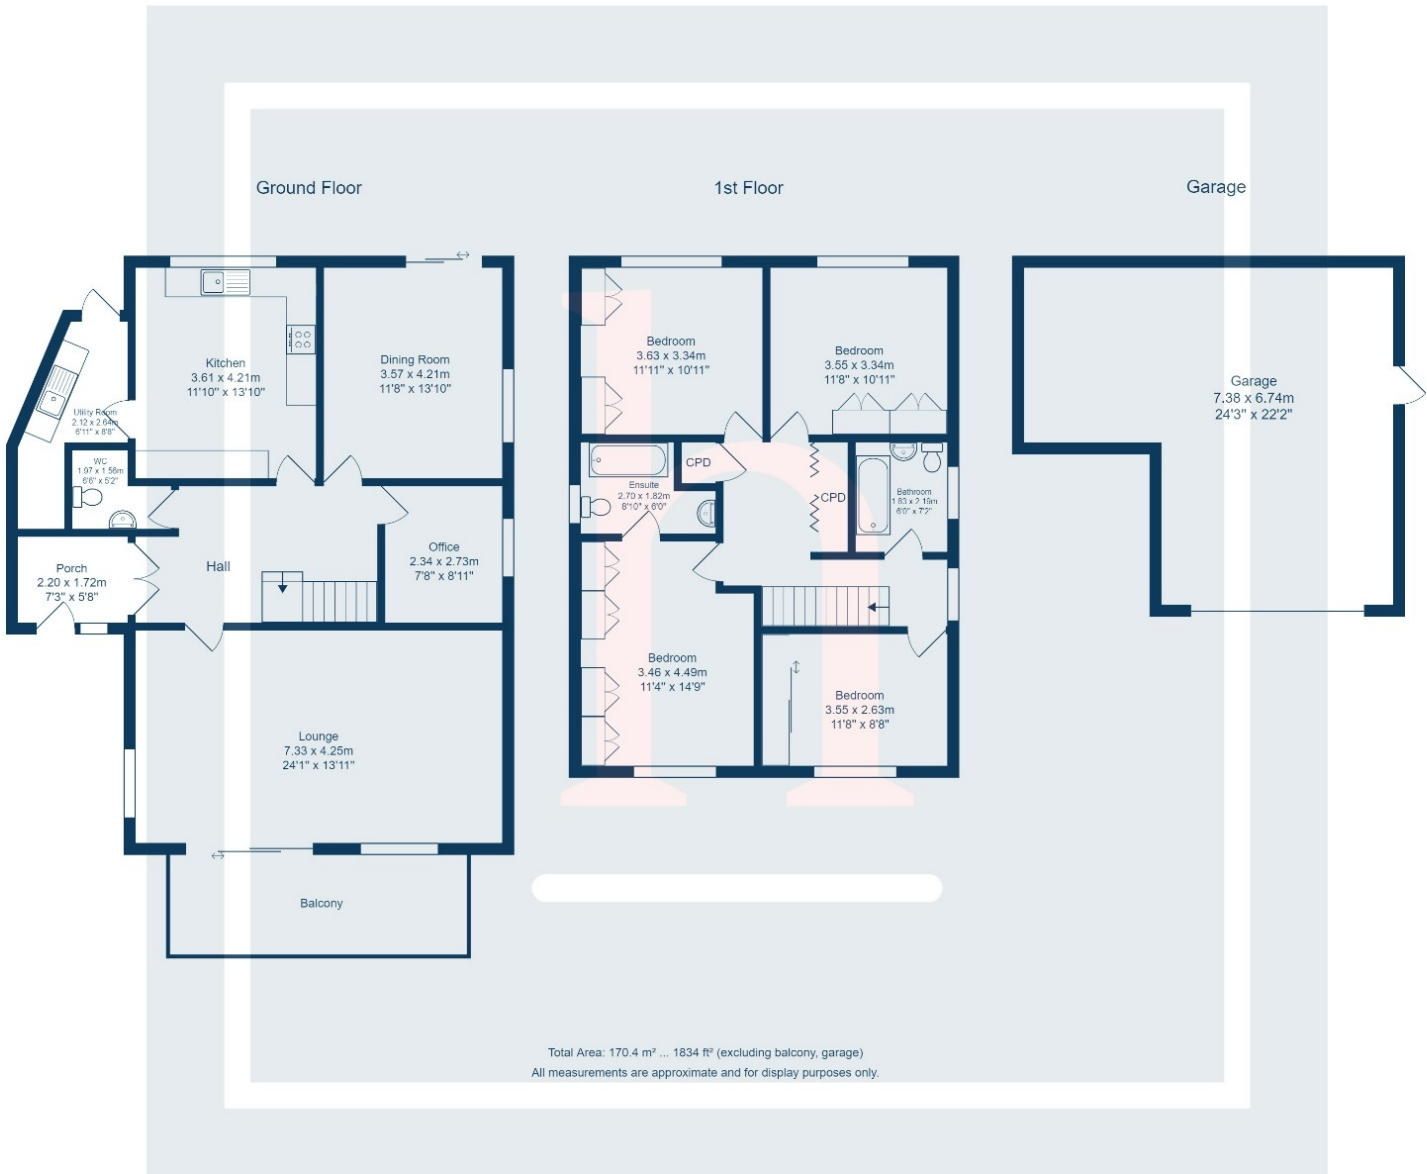 Ground Floor
1st Floor
Garage
Kitchen
3.61 x 4.21m
11'10" x 13'10"
Dining Room
3.57 x 4.21m
11'8" x 13'10"
Utility Room
2.12 x 2.64m
6'11" x 8'8"
WC
1.97 x 1.56m
6'6" x 5'2"
Porch
2.20 x 1.72m
7'3" x 5'8"
Hall
Office
2.34 x 2.73m
7'8" x 8'11"
Lounge
7.33 x 4.25m
24'1" x 13'11"
Balcony
Bedroom
3.63 x 3.34m
11'11" x 10'11"
Bedroom
3.55 x 3.34m
11'8" x 10'11"
CPD
Ensuite
2.70 x 1.82m
8'10" x 6'0"
CPD
Bathroom
1.83 x 2.19m
6'0" x 7'2"
Bedroom
3.46 x 4.49m
11'4" x 14'9"
Bedroom
3.55 x 2.63m
11'8" x 8'8"
Garage
7.38 x 6.74m
24'3" x 22'2"
Total Area: 170.4 m² ... 1834 ft² (excluding balcony, garage)
All measurements are approximate and for display purposes only.